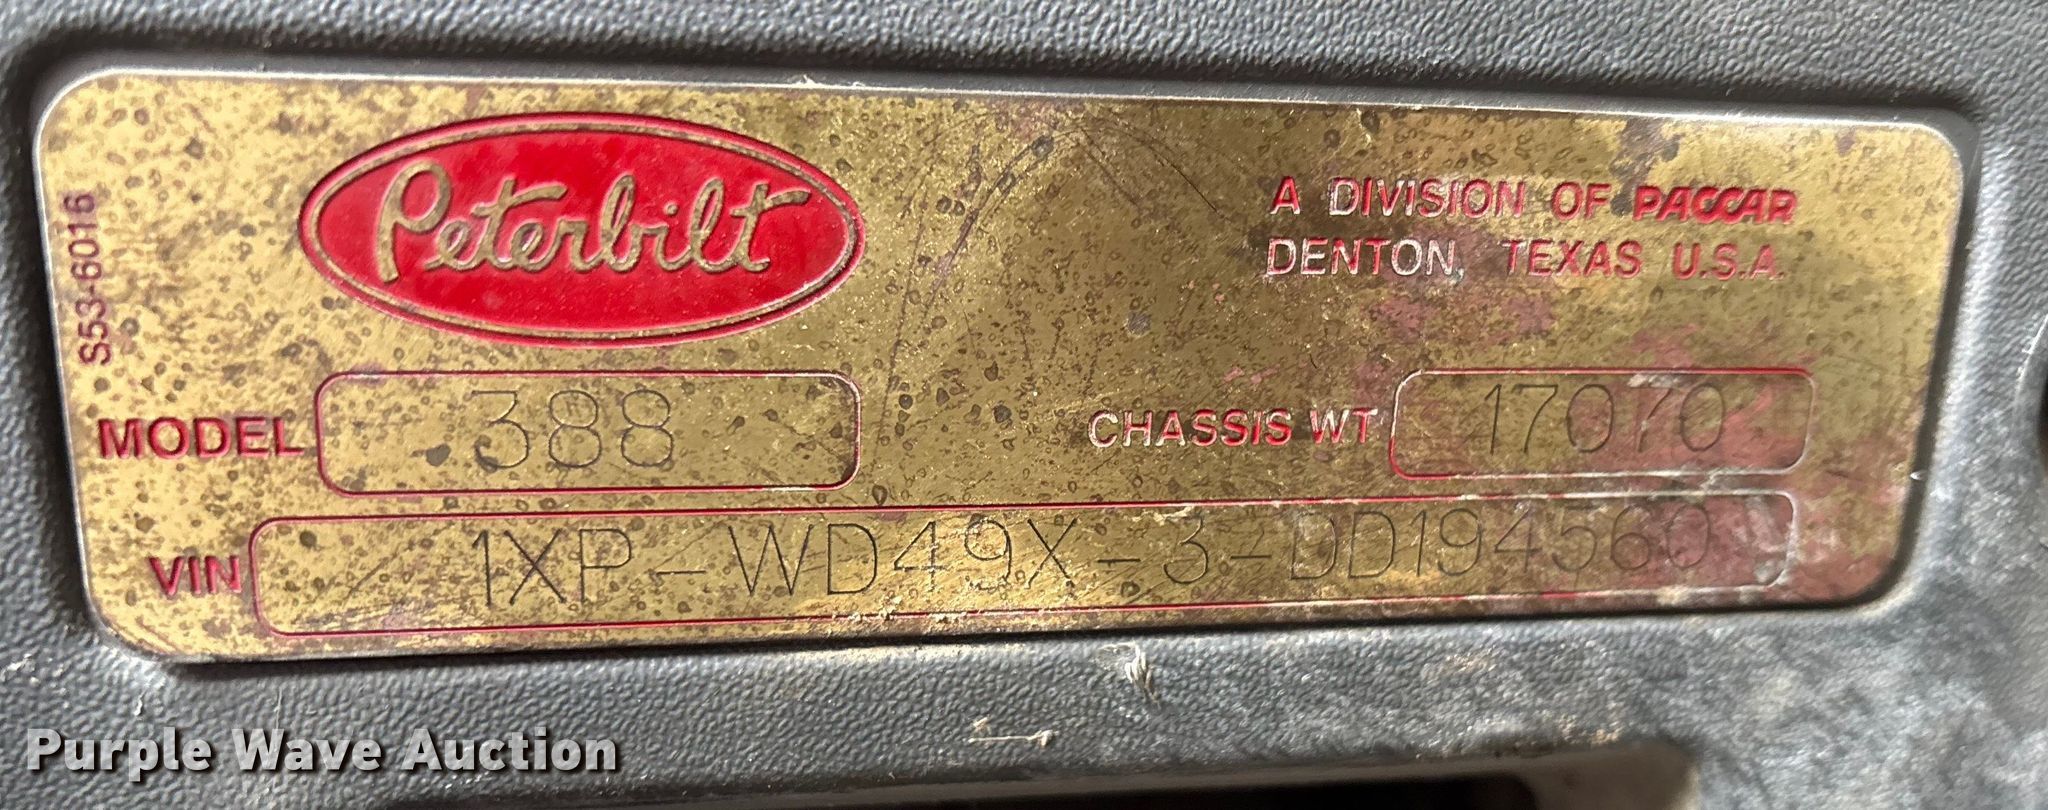 S53-6016
Peterbilt
A DIVISION OF PACCAR
DENTON, TEXAS U.S.A.
MODEL 388
CHASSIS WT 17070
VIN 1XP-WD49X-3-DD194560
Purple Wave Auction